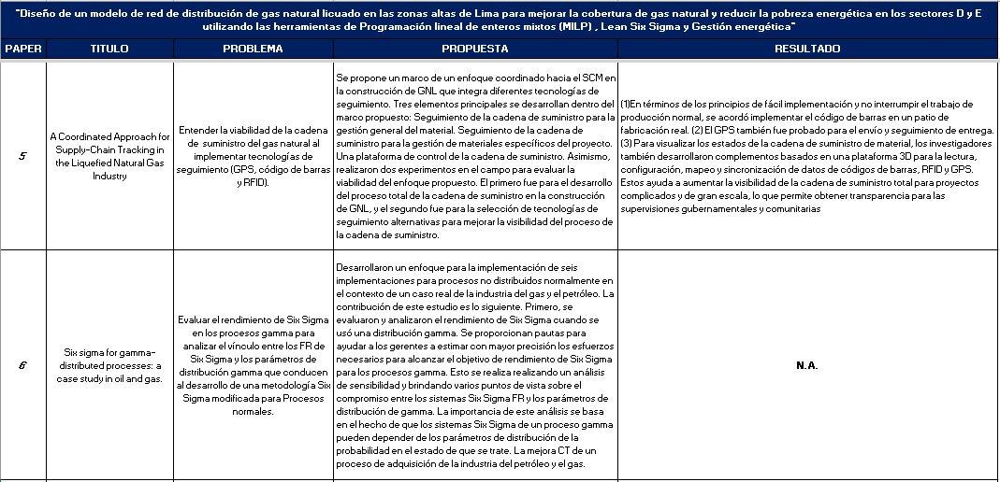 "Diseño de un modelo de red de distribución de gas natural licuado en las zonas altas de Lima para mejorar la cobertura de gas natural y reducir la pobreza energética en los sectores D y E
utilizando las herramientas de Programación lineal de enteros mixtos (MILP) , Lean Six Sigma y Gestión energética"
PAPER TITULO PROBLEMA PROPUESTA RESULTADO
5
A Coordinated Approach for
Supply-Chain Tracking in
the Liquefied Natural Gas
Industry
Entender la viabilidad de la cadena
de suministro del gas natural al
implementar tecnologías de
seguimiento (GPS, código de barras
y RFID).
Se propone un marco de un enfoque coordinado hacia el SCM en
la construcción de GNL que integra diferentes tecnologías de
seguimiento. Tres elementos principales se desarrollan dentro del
marco propuesto: Seguimiento de la cadena de suministro para la
gestión general del material. Seguimiento de la cadena de
suministro para la gestión de materiales específicos del proyecto.
Una plataforma de control de la cadena de suministro. Asimismo,
realizaron dos experimentos en el campo para evaluar la
viabilidad del enfoque propuesto. El primero fue para el desarrollo
del proceso total de la cadena de suministro en la construcción
de GNL, y el segundo fue para la selección de tecnologías de
seguimiento alternativas para mejorar la visibilidad del proceso de
la cadena de suministro.
(1)En términos de los principios de fácil implementación y no interrumpir el trabajo de
producción normal, se acordó implementar el código de barras en un patio de
fabricación real. (2) El GPS también fue probado para el envío y seguimiento de entrega.
(3) Para visualizar los estados de la cadena de suministro de material, los investigadores
también desarrollaron complementos basados en una plataforma 3D para la lectura,
configuración, mapeo y sincronización de datos de códigos de barras, RFID y GPS.
Estos ayuda a aumentar la visibilidad de la cadena de suministro total para proyectos
complicados y de gran escala, lo que permite obtener transparencia para las
supervisiones gubernamentales y comunitarias
6
Six sigma for gamma-
distributed processes: a
case study in oil and gas.
Evaluar el rendimiento de Six Sigma
en los procesos gamma para
analizar el vínculo entre los FR de
Six Sigma y los parámetros de
distribución gamma que conducen
al desarrollo de una metodología Six
Sigma modificada para Procesos
normales.
Desarrollaron un enfoque para la implementación de seis
implementaciones para procesos no distribuidos normalmente en
el contexto de un caso real de la industria del gas y el petróleo. La
contribución de este estudio es lo siguiente. Primero, se
evaluaron y analizaron el rendimiento de Six Sigma cuando se
usó una distribución gamma. Se proporcionan pautas para
ayudar a los gerentes a estimar con mayor precisión los esfuerzos
necesarios para alcanzar el objetivo de rendimiento de Six Sigma
para los procesos gamma. Esto se realiza realizando un análisis
de sensibilidad y brindando varios puntos de vista sobre el
compromiso entre los sistemas Six Sigma FR y los parámetros de
distribución de gamma. La importancia de este análisis se basa
en el hecho de que los sistemas Six Sigma de un proceso gamma
pueden depender de los parámetros de distribución de la
probabilidad en el estado de que se trate. La mejora CT de un
proceso de adquisición de la industria del petróleo y el gas.
N.A.